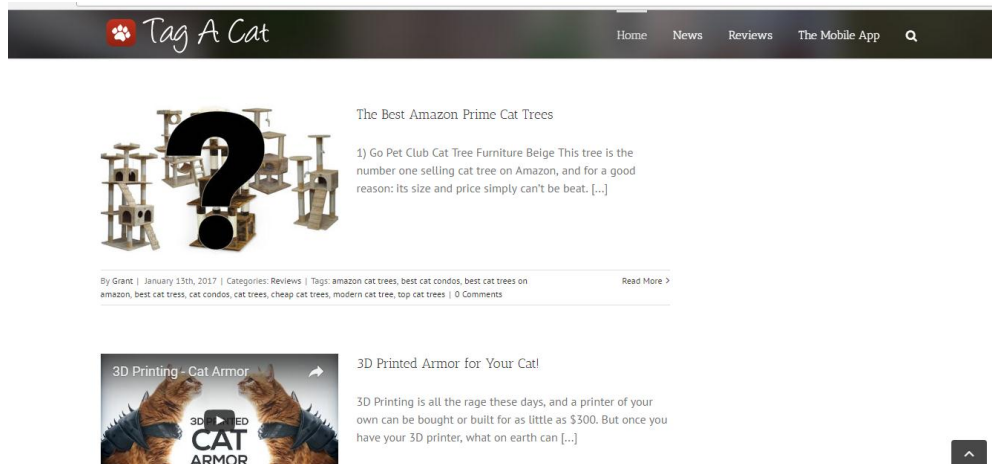 Tag A Cat
Home News Reviews The Mobile App
?
The Best Amazon Prime Cat Trees
1) Go Pet Club Cat Tree Furniture Beige This tree is the
number one selling cat tree on Amazon, and for a good
reason: its size and price simply can't be beat. [...]
By Grant | January 13th, 2017 | Categories: Reviews | Tags: amazon cat trees, best cat condos, best cat trees on
amazon, best cat tress, cat condos, cat trees, cheap cat trees, modern cat tree, top cat trees | 0 Comments
Read More >
3D Printing - Cat Armor
3D PRINTED
CAT
ARMOR
3D Printed Armor for Your Cat!
3D Printing is all the rage these days, and a printer of your
own can be bought or built for as little as $300. But once you
have your 3D printer, what on earth can [...]